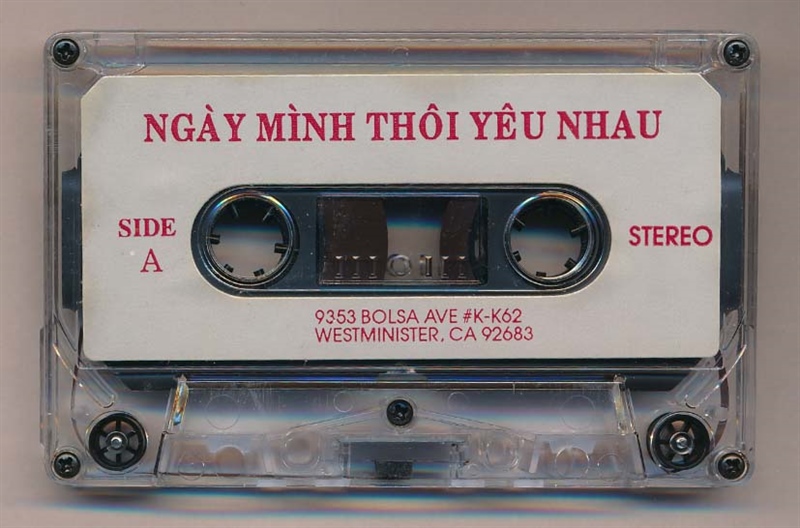 NGÀY MÌNH THÔI YÊU NHAU
SIDE
A
STEREO
9353 BOLSA AVE #K-K62
WESTMINISTER, CA 92683